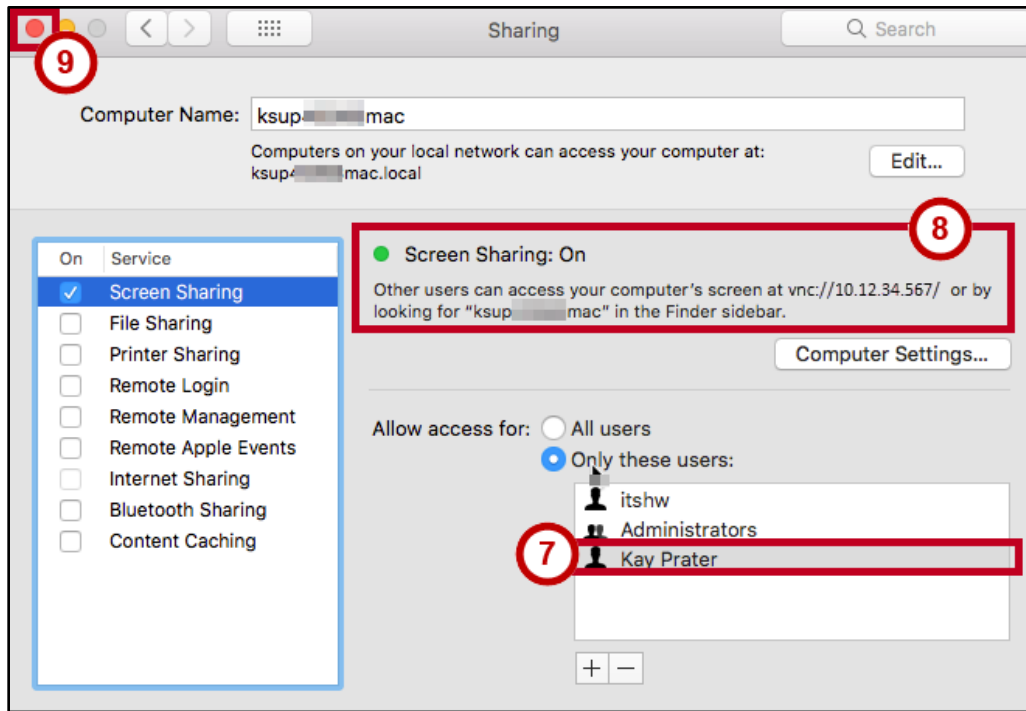 Sharing
Search
9
Computer Name: ksup mac
Computers on your local network can access your computer at:
ksup mac.local
Edit...
8
On Service
Screen Sharing
File Sharing
Printer Sharing
Remote Login
Remote Management
Remote Apple Events
Internet Sharing
Bluetooth Sharing
Content Caching
Screen Sharing: On
Other users can access your computer's screen at vnc://10.12.34.567/ or by
looking for "ksup mac" in the Finder sidebar.
Computer Settings...
Allow access for: All users
Only these users:
itshw
Administrators
7
Kay Prater
+ −